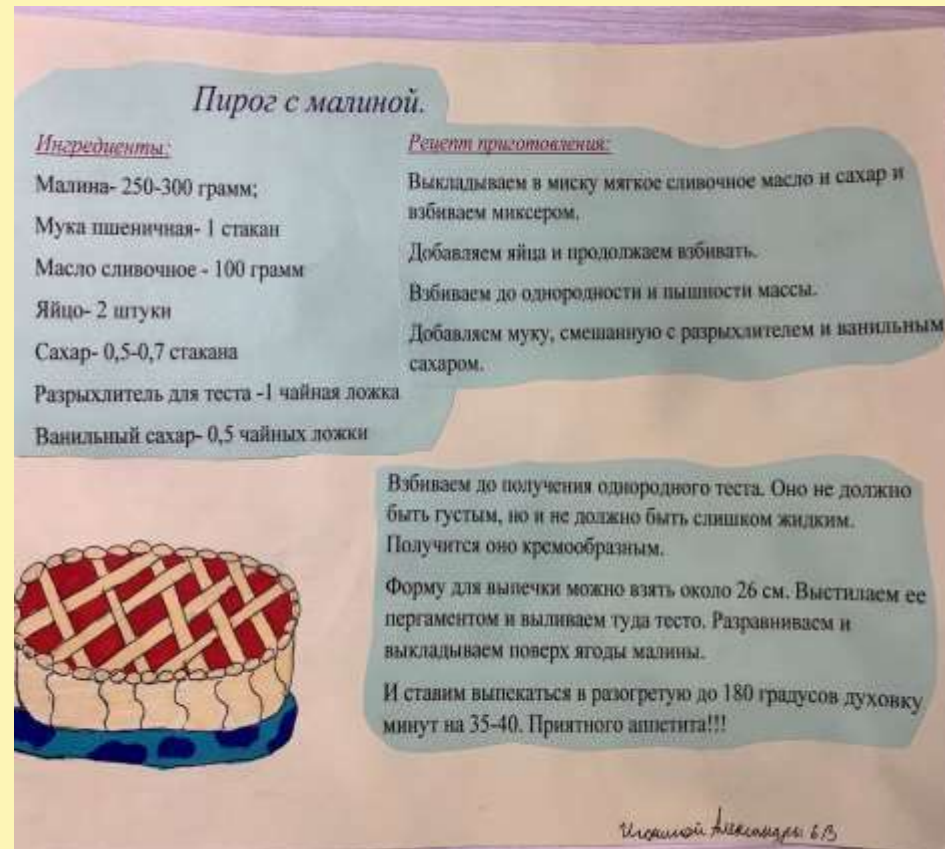 Пирог с малиной.
Ингредиенты:
Малина- 250-300 грамм;
Мука пшеничная- 1 стакан
Масло сливочное - 100 грамм
Яйцо- 2 штуки
Сахар- 0,5-0,7 стакана
Разрыхлитель для теста -1 чайная ложка
Ванильный сахар- 0,5 чайных ложки
Рецепт приготовления:
Выкладываем в миску мягкое сливочное масло и сахар и
взбиваем миксером.
Добавляем яйца и продолжаем взбивать.
Взбиваем до однородности и пышности массы.
Добавляем муку, смешанную с разрыхлителем и ванильным
сахаром.
Взбиваем до получения однородного теста. Оно не должно
быть густым, но и не должно быть слишком жидким.
Получится оно кремообразным.
Форму для выпечки можно взять около 26 см. Выстилаем ее
пергаментом и выливаем туда тесто. Разравниваем и
выкладываем поверх ягоды малины.
И ставим выпекаться в разогретую до 180 градусов духовку
минут на 35-40. Приятного аппетита!!!
Александры 6В